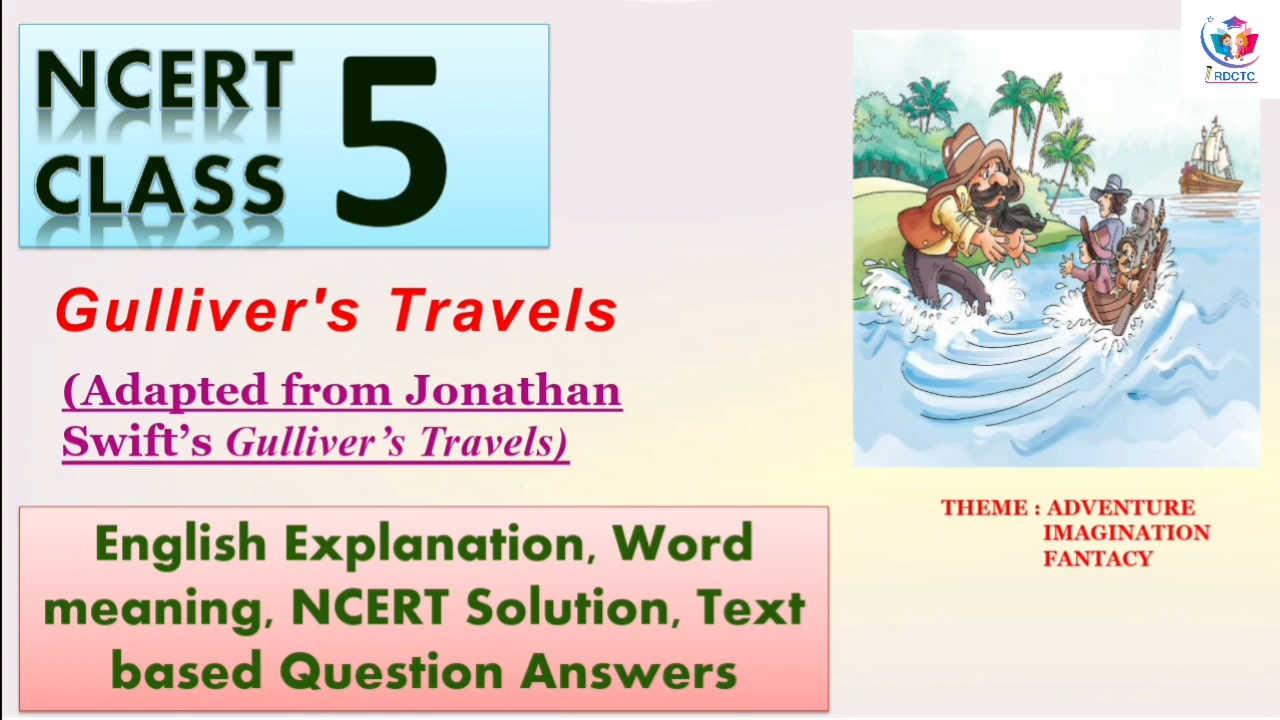 NCERT
CLASS
5
Gulliver's Travels
(Adapted from Jonathan
Swift’s Gulliver’s Travels)
English Explanation, Word
meaning, NCERT Solution, Text
based Question Answers
RDCTC
THEME : ADVENTURE
IMAGINATION
FANTACY